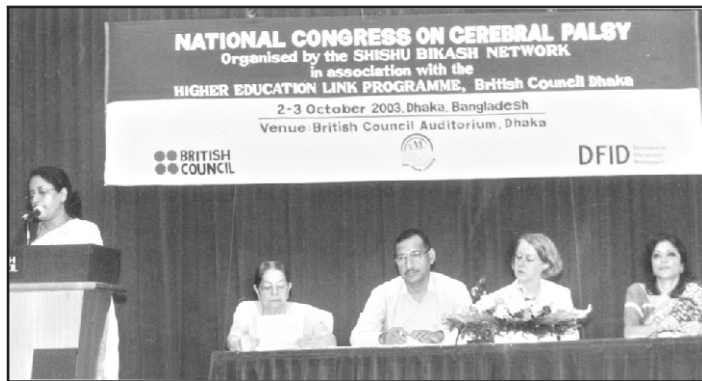 NATIONAL CONGRESS ON CEREBRAL PALSY
Organised by the SHISHU BIKASH NETWORK
in association with the
HIGHER EDUCATION LINK PROGRAMME, British Council Dhaka
2-3 October 2003, Dhaka, Bangladesh
Venue: British Council Auditorium, Dhaka
BRITISH
COUNCIL
DFID